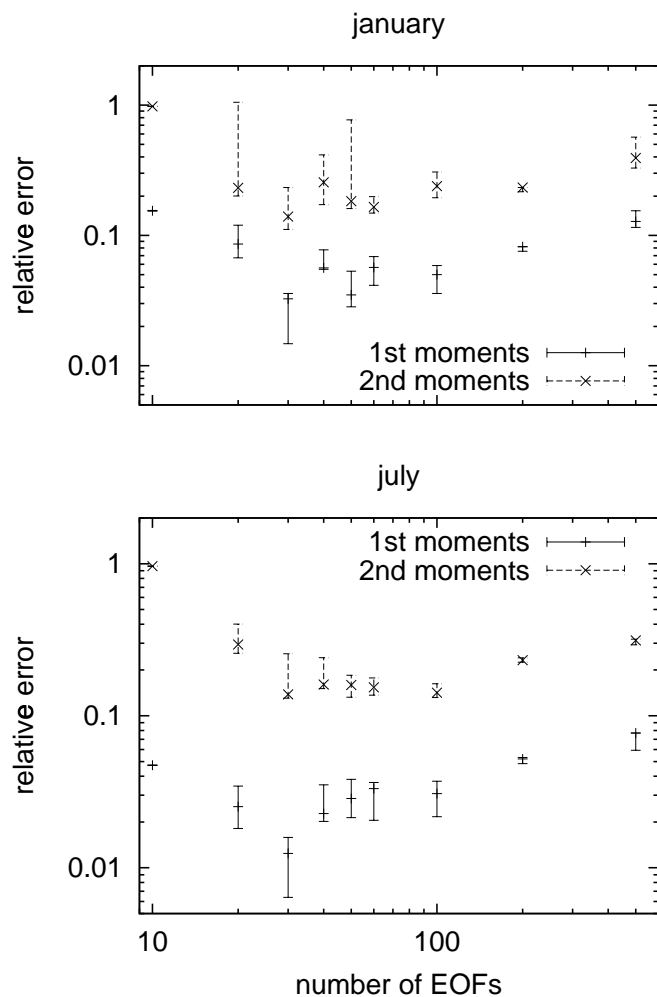 january
relative error
1
0.1
0.01
1st moments
2nd moments
july
relative error
1
0.1
0.01
1st moments
2nd moments
10
100
number of EOFs